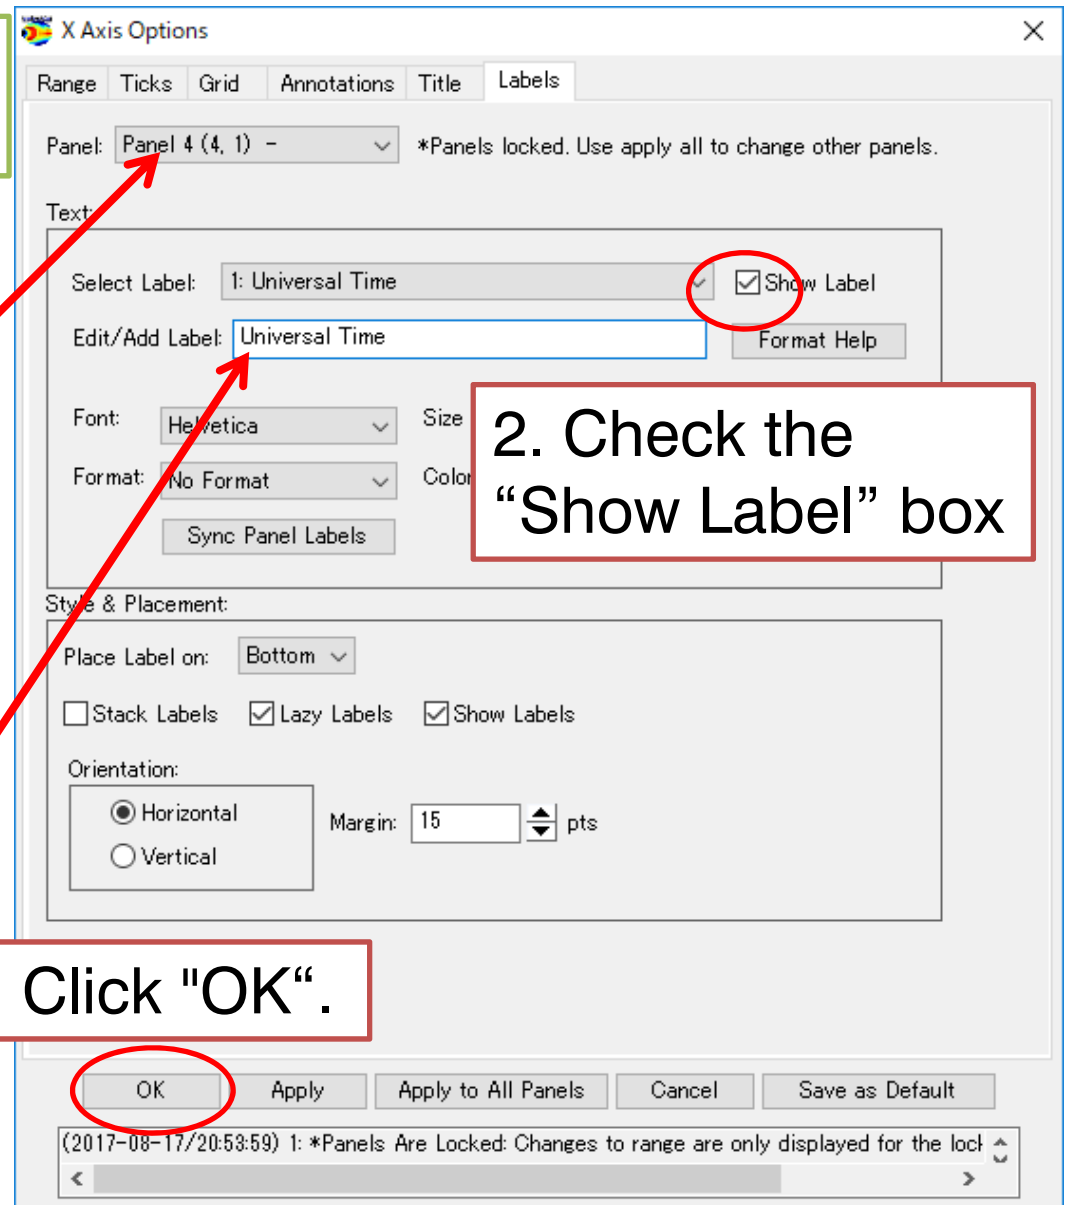 X Axis Options
Range Ticks Grid Annotations Title Labels
Panel: Panel 4 (4, 1) - *Panels locked. Use apply all to change other panels.
Text:
Select Label: 1: Universal Time Show Label
Edit/Add Label: Universal Time Format Help
Font: Helvetica Size
Format: No Format Color
Sync Panel Labels
2. Check the
“Show Label” box
Style & Placement:
Place Label on: Bottom
Stack Labels Lazy Labels Show Labels
Orientation:
Horizontal
Vertical
Margin: 15 pts
Click "OK“.
OK Apply Apply to All Panels Cancel Save as Default
(2017-08-17/20:53:59) 1: *Panels Are Locked: Changes to range are only displayed for the lock